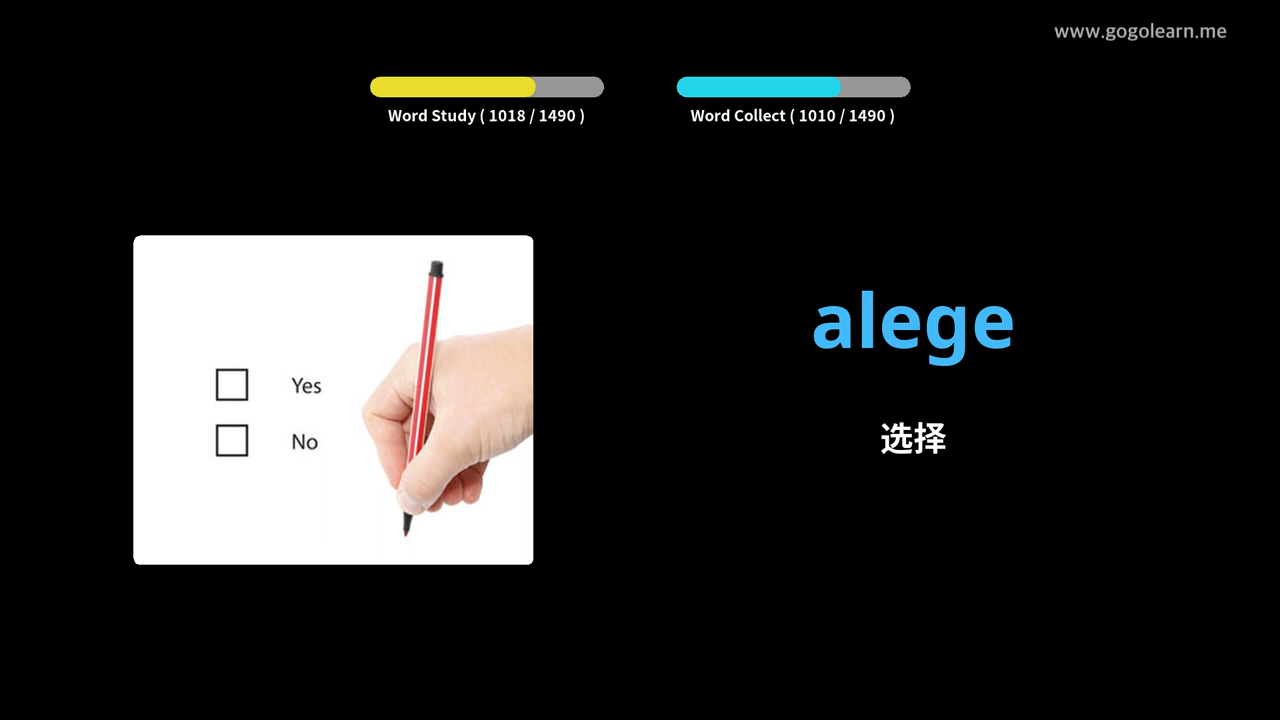 www.gogolearn.me
Word Study ( 1018 / 1490 )
Word Collect ( 1010 / 1490 )
Yes
No
alege
选择